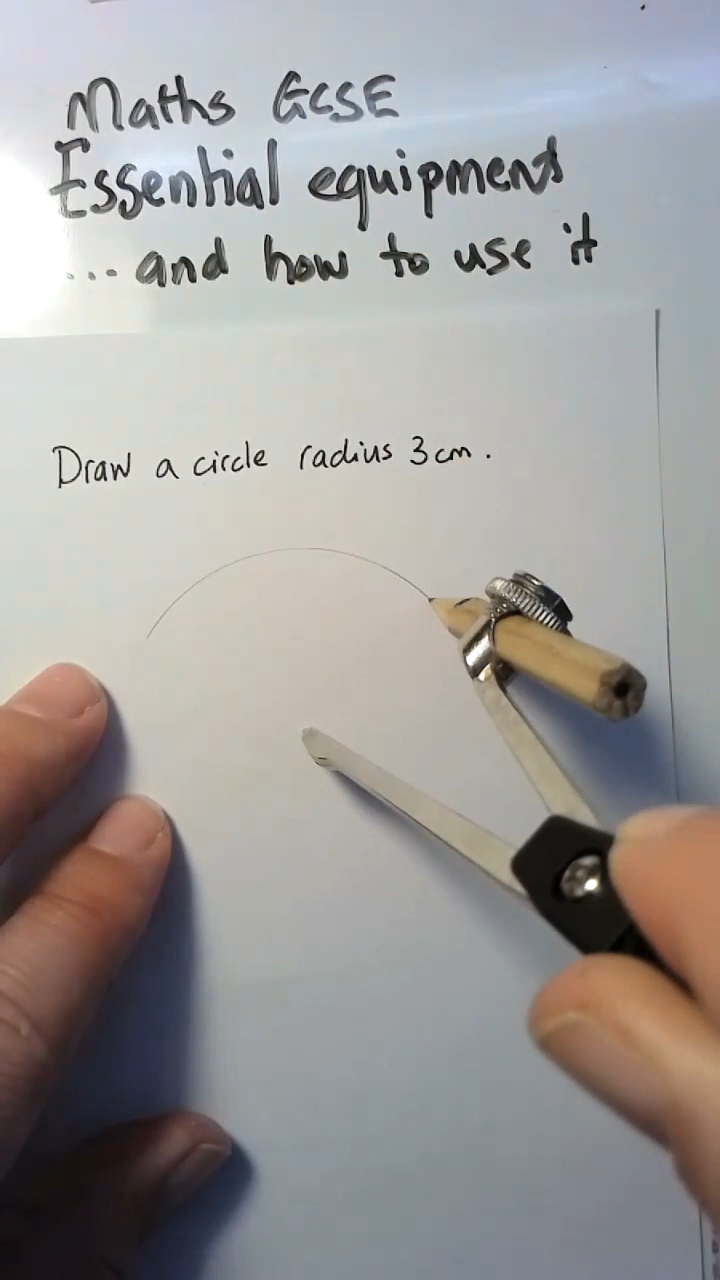 Maths GCSE
Essential equipment
... and how to use it
Draw a circle radius 3cm.